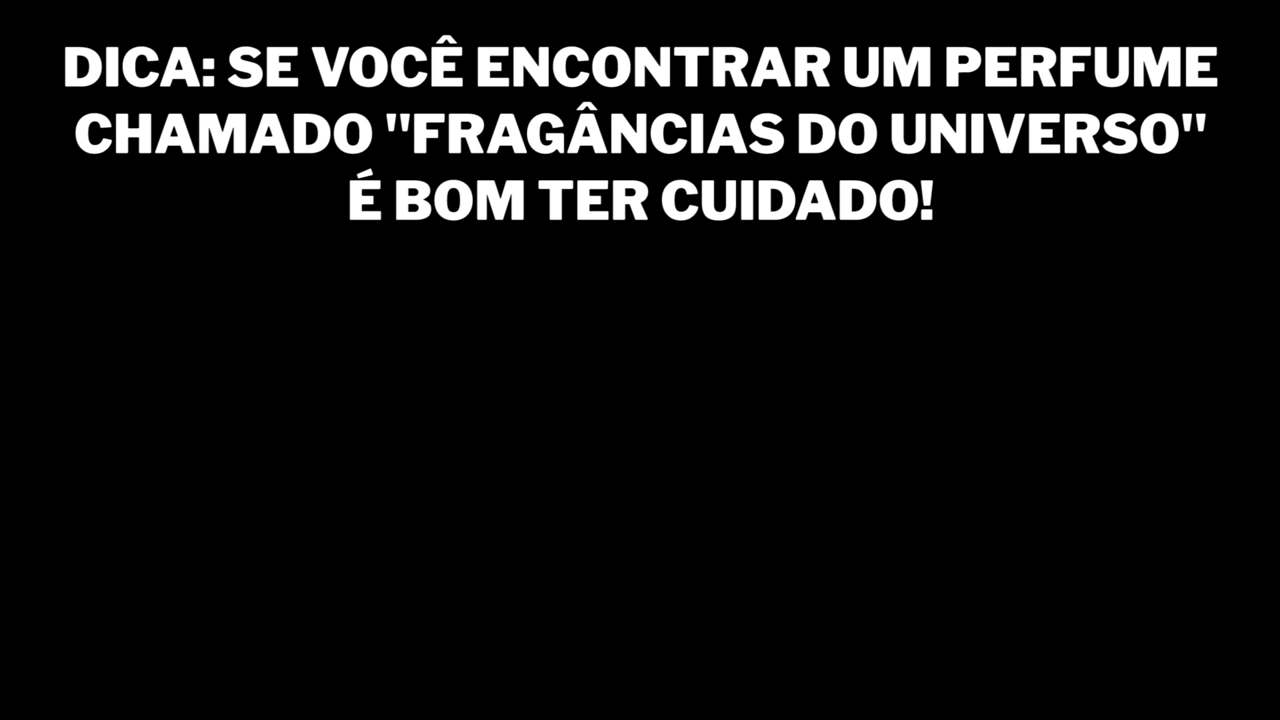 DICA: SE VOCÊ ENCONTRAR UM PERFUME
CHAMADO "FRAGÂNCIAS DO UNIVERSO"
É BOM TER CUIDADO!